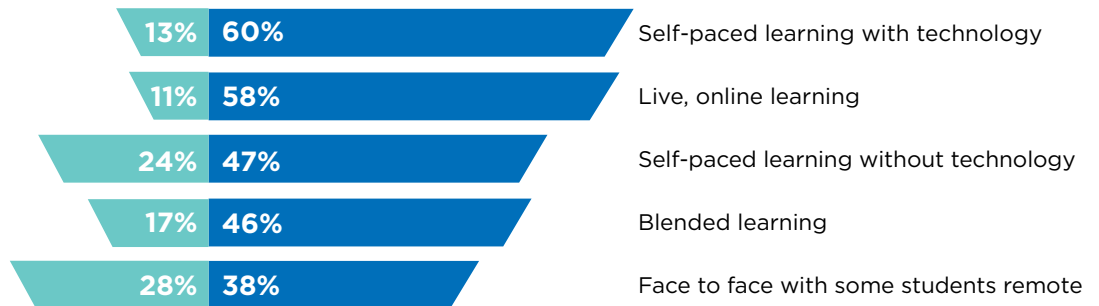 13% 60% Self-paced learning with technology
11% 58% Live, online learning
24% 47% Self-paced learning without technology
17% 46% Blended learning
28% 38% Face to face with some students remote